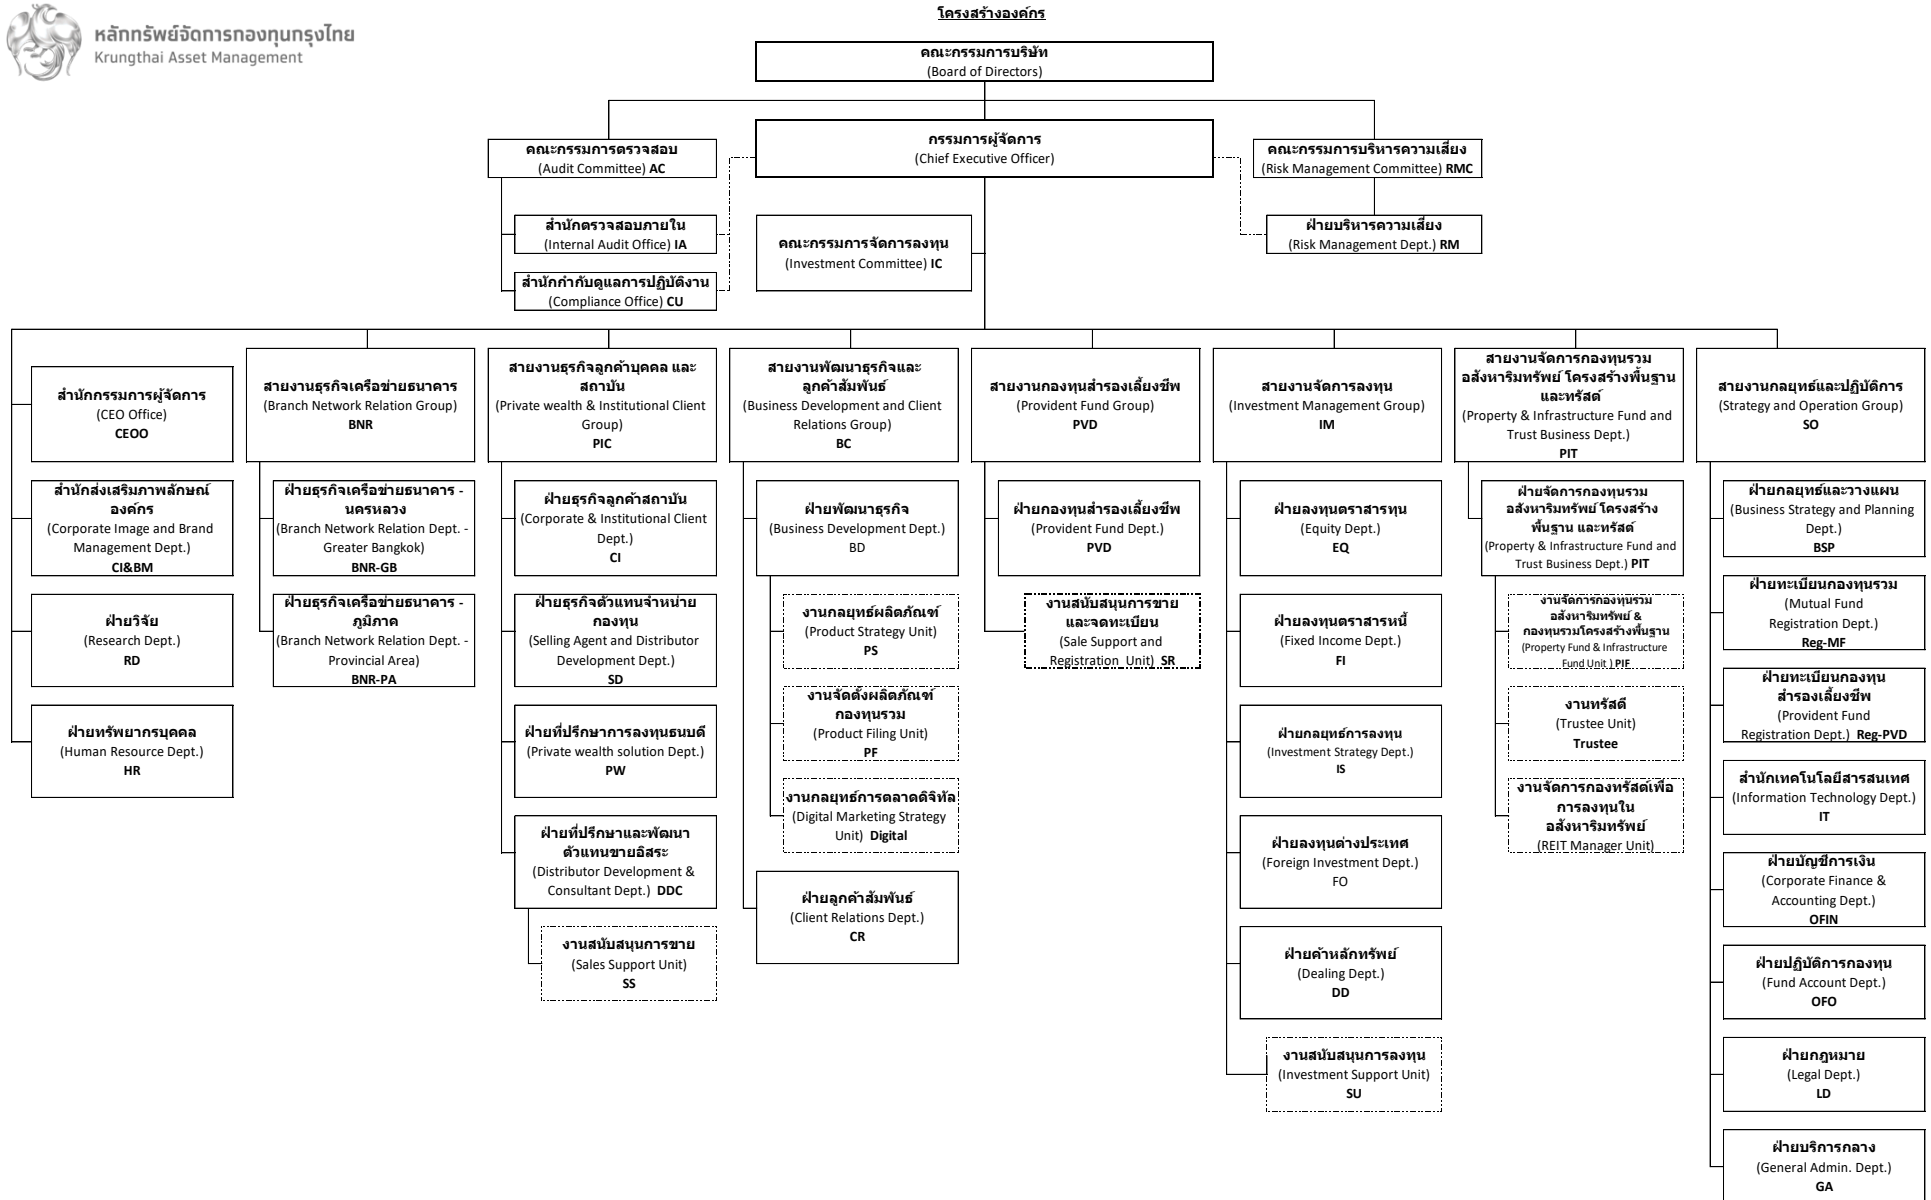 โครงสร้างองค์กร
หลักทรัพย์จัดการกองทุนกรุงไทย
Krungthai Asset Management
คณะกรรมการบริษัท
(Board of Directors)
คณะกรรมการตรวจสอบ
(Audit Committee) AC
กรรมการผู้จัดการ
(Chief Executive Officer)
คณะกรรมการบริหารความเสี่ยง
(Risk Management Committee) RMC
สำนักตรวจสอบภายใน
(Internal Audit Office) IA
คณะกรรมการจัดการลงทุน
(Investment Committee) IC
ฝ่ายบริหารความเสี่ยง
(Risk Management Dept.) RM
สำนักกำกับดูแลการปฏิบัติงาน
(Compliance Office) CU
สำนักกรรมการผู้จัดการ
(CEO Office)
CEOO
สำนักส่งเสริมภาพลักษณ์
องค์กร
(Corporate Image and Brand
Management Dept.)
CI&BM
ฝ่ายวิจัย
(Research Dept.)
RD
ฝ่ายทรัพยากรบุคคล
(Human Resource Dept.)
HR
สายงานธุรกิจเครือข่ายธนาคาร
(Branch Network Relation Group)
BNR
ฝ่ายธุรกิจเครือข่ายธนาคาร -
นครหลวง
(Branch Network Relation Dept. -
Greater Bangkok)
BNR-GB
ฝ่ายธุรกิจเครือข่ายธนาคาร -
ภูมิภาค
(Branch Network Relation Dept. -
Provincial Area)
BNR-PA
สายงานธุรกิจลูกค้าบุคคล และ
สถาบัน
(Private wealth & Institutional Client
Group)
PIC
ฝ่ายธุรกิจลูกค้าสถาบัน
(Corporate & Institutional Client
Dept.)
CI
ฝ่ายธุรกิจตัวแทนจำหน่าย
กองทุน
(Selling Agent and Distributor
Development Dept.)
SD
ฝ่ายที่ปรึกษาการลงทุนธนบดี
(Private wealth solution Dept.)
PW
ฝ่ายที่ปรึกษาและพัฒนา
ตัวแทนขายอิสระ
(Distributor Development &
Consultant Dept.) DDC
งานสนับสนุนการขาย
(Sales Support Unit)
SS
สายงานพัฒนาธุรกิจและ
ลูกค้าสัมพันธ์
(Business Development and Client
Relations Group)
BC
ฝ่ายพัฒนาธุรกิจ
(Business Development Dept.)
BD
งานกลยุทธ์ผลิตภัณฑ์
(Product Strategy Unit)
PS
งานจัดตั้งผลิตภัณฑ์
กองทุนรวม
(Product Filing Unit)
PF
งานกลยุทธ์การตลาดดิจิทัล
(Digital Marketing Strategy
Unit) Digital
ฝ่ายลูกค้าสัมพันธ์
(Client Relations Dept.)
CR
สายงานกองทุนสำรองเลี้ยงชีพ
(Provident Fund Group)
PVD
ฝ่ายกองทุนสำรองเลี้ยงชีพ
(Provident Fund Dept.)
PVD
งานสนับสนุนการขาย
และจดทะเบียน
(Sale Support and
Registration Unit) SR
สายงานจัดการลงทุน
(Investment Management Group)
IM
ฝ่ายลงทุนตราสารทุน
(Equity Dept.)
EQ
ฝ่ายลงทุนตราสารหนี้
(Fixed Income Dept.)
FI
ฝ่ายกลยุทธ์การลงทุน
(Investment Strategy Dept.)
IS
ฝ่ายลงทุนต่างประเทศ
(Foreign Investment Dept.)
FO
ฝ่ายค้าหลักทรัพย์
(Dealing Dept.)
DD
งานสนับสนุนการลงทุน
(Investment Support Unit)
SU
สายงานจัดการกองทุนรวม
อสังหาริมทรัพย์ โครงสร้างพื้นฐาน
และทรัสต์
(Property & Infrastructure Fund and
Trust Business Dept.)
PIT
ฝ่ายจัดการกองทุนรวม
อสังหาริมทรัพย์ โครงสร้าง
พื้นฐาน และทรัสต์
(Property & Infrastructure Fund and
Trust Business Dept.) PIT
งานจัดการกองทุนรวม
อสังหาริมทรัพย์ &
กองทุนรวมโครงสร้างพื้นฐาน
(Property Fund & Infrastructure
Fund Unit ) PIF
งานทรัสตี
(Trustee Unit)
Trustee
งานจัดการกองทรัสต์เพื่อ
การลงทุนใน
อสังหาริมทรัพย์
(REIT Manager Unit)
สายงานกลยุทธ์และปฏิบัติการ
(Strategy and Operation Group)
SO
ฝ่ายกลยุทธ์และวางแผน
(Business Strategy and Planning
Dept.)
BSP
ฝ่ายทะเบียนกองทุนรวม
(Mutual Fund
Registration Dept.)
Reg-MF
ฝ่ายทะเบียนกองทุน
สำรองเลี้ยงชีพ
(Provident Fund
Registration Dept.) Reg-PVD
สำนักเทคโนโลยีสารสนเทศ
(Information Technology Dept.)
IT
ฝ่ายบัญชีการเงิน
(Corporate Finance &
Accounting Dept.)
OFIN
ฝ่ายปฏิบัติการกองทุน
(Fund Account Dept.)
OFO
ฝ่ายกฎหมาย
(Legal Dept.)
LD
ฝ่ายบริการกลาง
(General Admin. Dept.)
GA